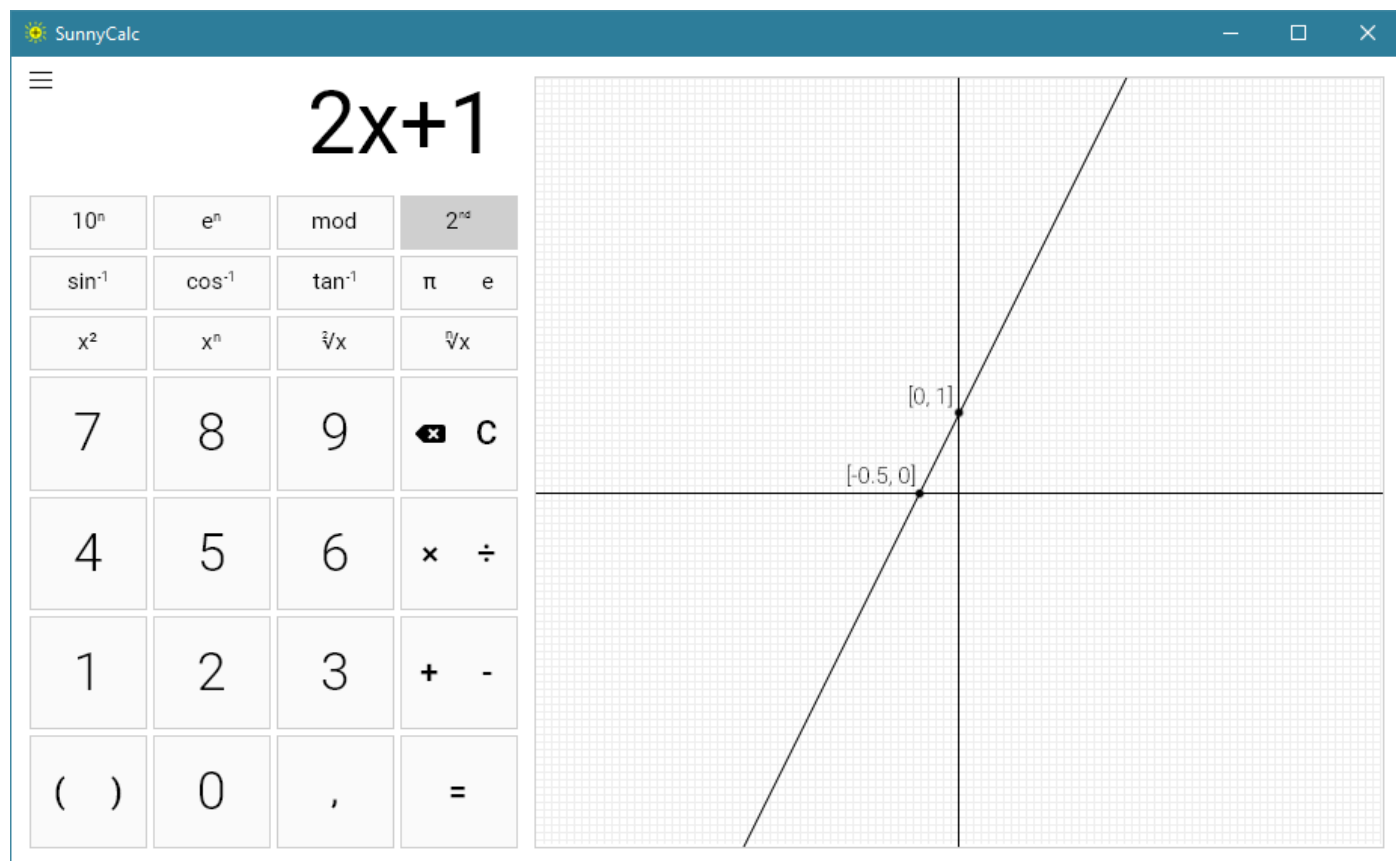 SunnyCalc
2x+1
10ⁿ eⁿ mod 2ⁿᵈ
sin⁻¹ cos⁻¹ tan⁻¹ π e
x² xⁿ ²√x ⁿ√x
7 8 9 C
4 5 6 × ÷
1 2 3 + -
( ) 0 , =
[0, 1]
[-0.5, 0]